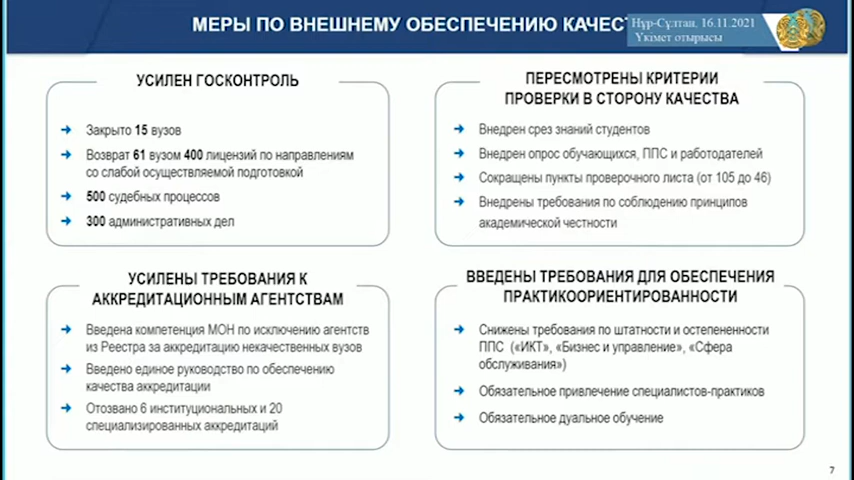 МЕРЫ ПО ВНЕШНЕМУ ОБЕСПЕЧЕНИЮ
Нұр-Сұлтан. 16.11.2021
Үкімет отырысы
УСИЛЕН ГОСКОНТРОЛЬ
Закрыто 15 вузов
Возврат 61 вузом 400 лицензий по направлениям
со слабой осуществляемой подготовкой
500 судебных процессов
300 административных дел
ПЕРЕСМОТРЕНЫ КРИТЕРИИ
ПРОВЕРКИ В СТОРОНУ КАЧЕСТВА
Внедрен срез знаний студентов
Внедрен опрос обучающихся, ППС и работодателей
Сокращены пункты проверочного листа (от 105 до 46)
Внедрены требования по соблюдению принципов
академической честности
УСИЛЕНЫ ТРЕБОВАНИЯ К
АККРЕДИТАЦИОННЫМ АГЕНТСТВАМ
Введена компетенция МОН по исключению агентств
из Реестра за аккредитацию некачественных вузов
Введено единое руководство по обеспечению
качества аккредитации
Отозвано 6 институциональных и 20
специализированных аккредитаций
ВВЕДЕНЫ ТРЕБОВАНИЯ ДЛЯ ОБЕСПЕЧЕНИЯ
ПРАКТИКООРИЕНТИРОВАННОСТИ
Снижены требования по штатности и остепененности
ППС («ИКТ», «Бизнес и управление», «Сфера
обслуживания»)
Обязательное привлечение специалистов-практиков
Обязательное дуальное обучение
7